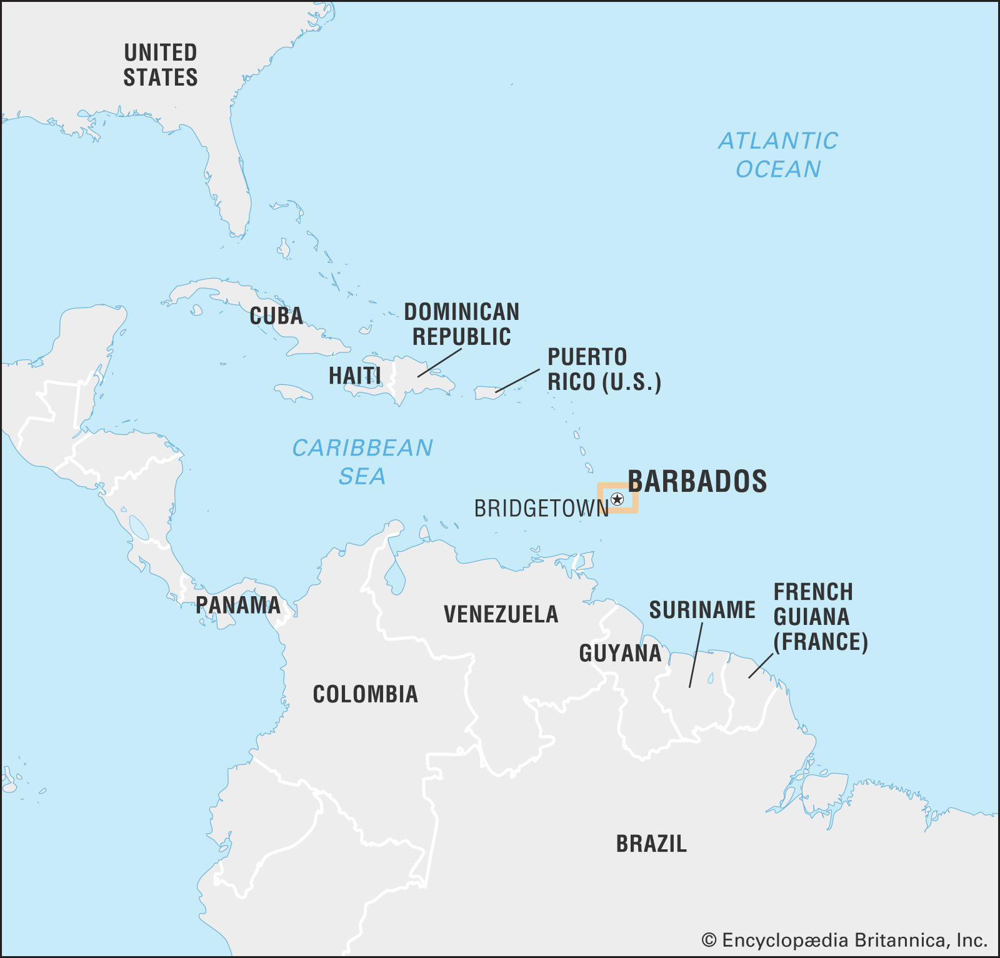 UNITED
STATES
ATLANTIC
OCEAN
CUBA
DOMINICAN
REPUBLIC
HAITI
PUERTO
RICO (U.S.)
CARIBBEAN
SEA
BARBADOS
BRIDGETOWN
PANAMA
VENEZUELA
SURINAME
FRENCH
GUIANA
(FRANCE)
GUYANA
COLOMBIA
BRAZIL
© Encyclopædia Britannica, Inc.